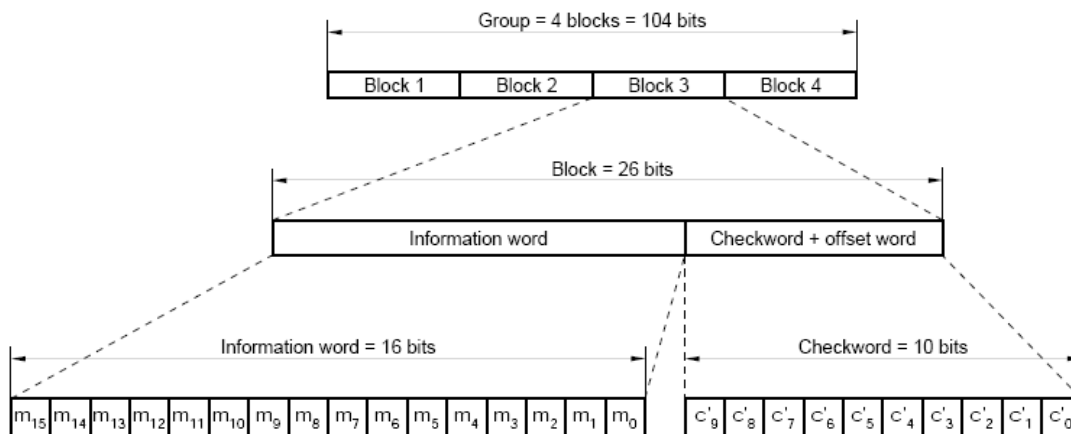 Group = 4 blocks = 104 bits
Block 1 Block 2 Block 3 Block 4
Block = 26 bits
Information word Checkword + offset word
Information word = 16 bits Checkword = 10 bits
m₁₅ m₁₄ m₁₃ m₁₂ m₁₁ m₁₀ m₉ m₈ m₇ m₆ m₅ m₄ m₃ m₂ m₁ m₀ c'₉ c'₈ c'₇ c'₆ c'₅ c'₄ c'₃ c'₂ c'₁ c'₀